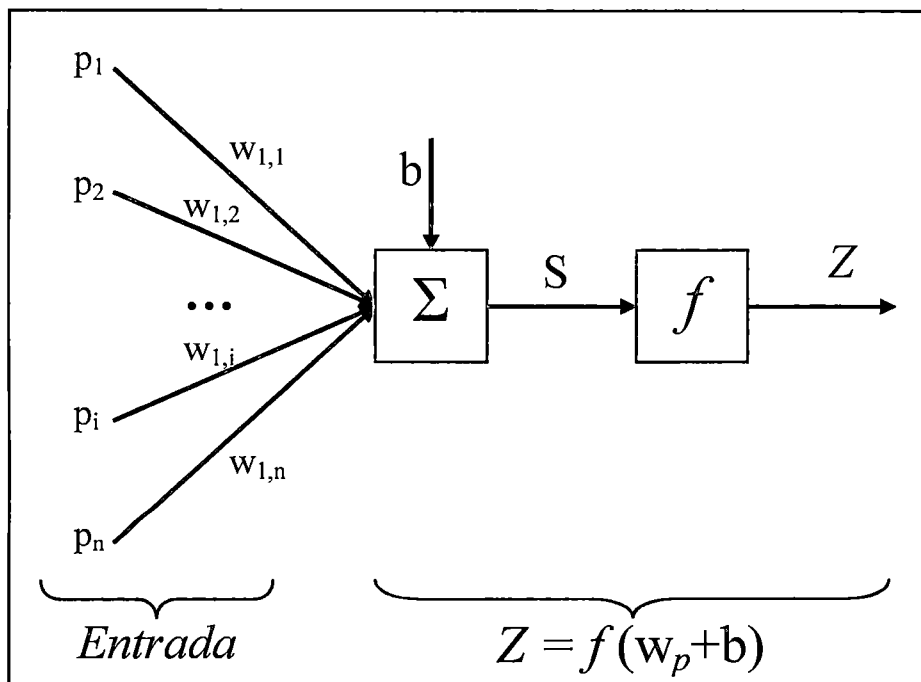 p₁
w₁,₁
b
p₂
w₁,₂
Σ
S
f
Z
...
w₁,ᵢ
pᵢ
w₁,ₙ
pₙ
Entrada
Z = f (wₚ+b)